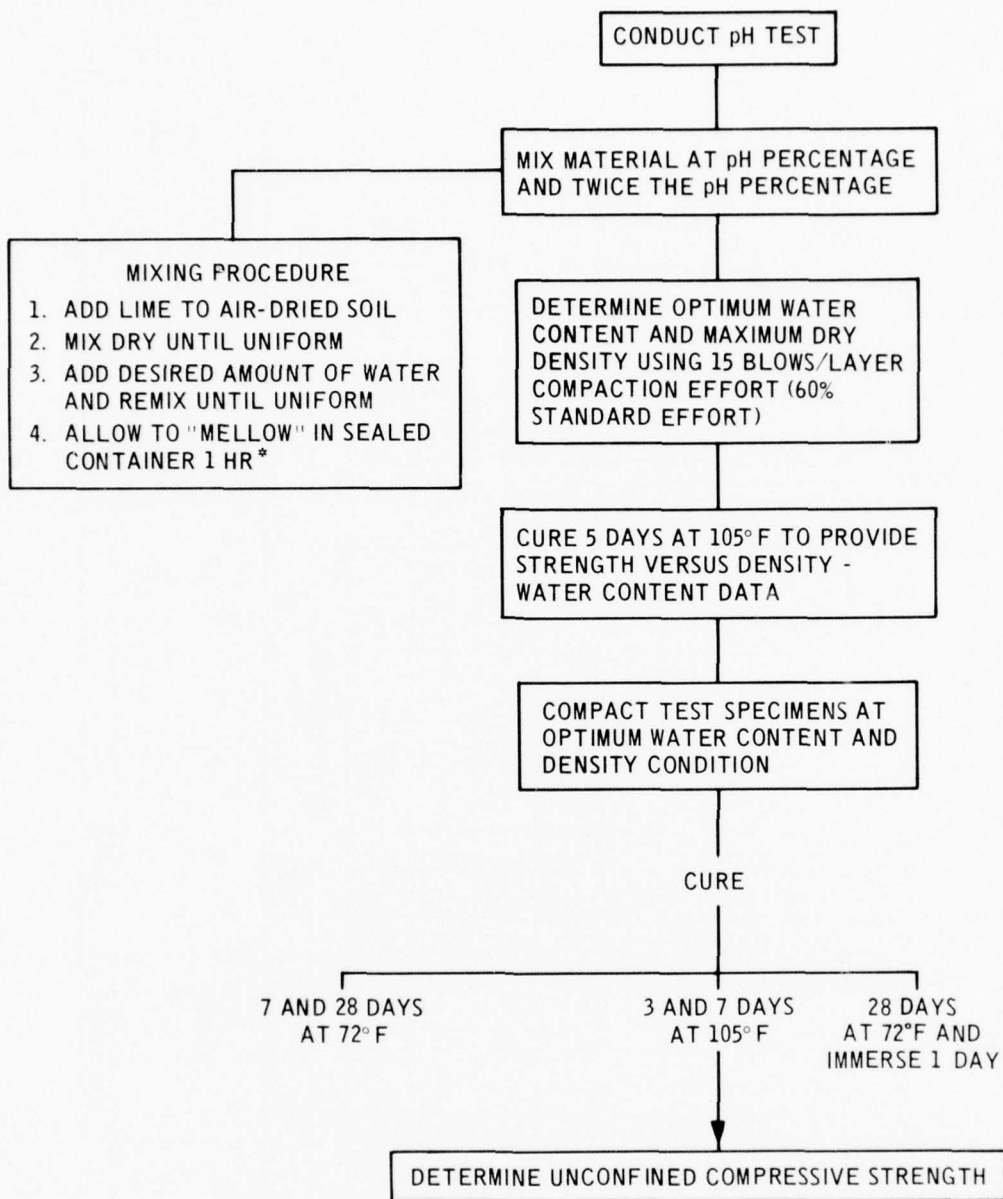 CONDUCT pH TEST
MIX MATERIAL AT pH PERCENTAGE
AND TWICE THE pH PERCENTAGE
MIXING PROCEDURE
1. ADD LIME TO AIR-DRIED SOIL
2. MIX DRY UNTIL UNIFORM
3. ADD DESIRED AMOUNT OF WATER
AND REMIX UNTIL UNIFORM
4. ALLOW TO "MELLOW" IN SEALED
CONTAINER 1 HR*
DETERMINE OPTIMUM WATER
CONTENT AND MAXIMUM DRY
DENSITY USING 15 BLOWS/LAYER
COMPACTION EFFORT (60%
STANDARD EFFORT)
CURE 5 DAYS AT 105°F TO PROVIDE
STRENGTH VERSUS DENSITY -
WATER CONTENT DATA
COMPACT TEST SPECIMENS AT
OPTIMUM WATER CONTENT AND
DENSITY CONDITION
CURE
7 AND 28 DAYS
AT 72°F
3 AND 7 DAYS
AT 105°F
28 DAYS
AT 72°F AND
IMMERSE 1 DAY
DETERMINE UNCONFINED COMPRESSIVE STRENGTH